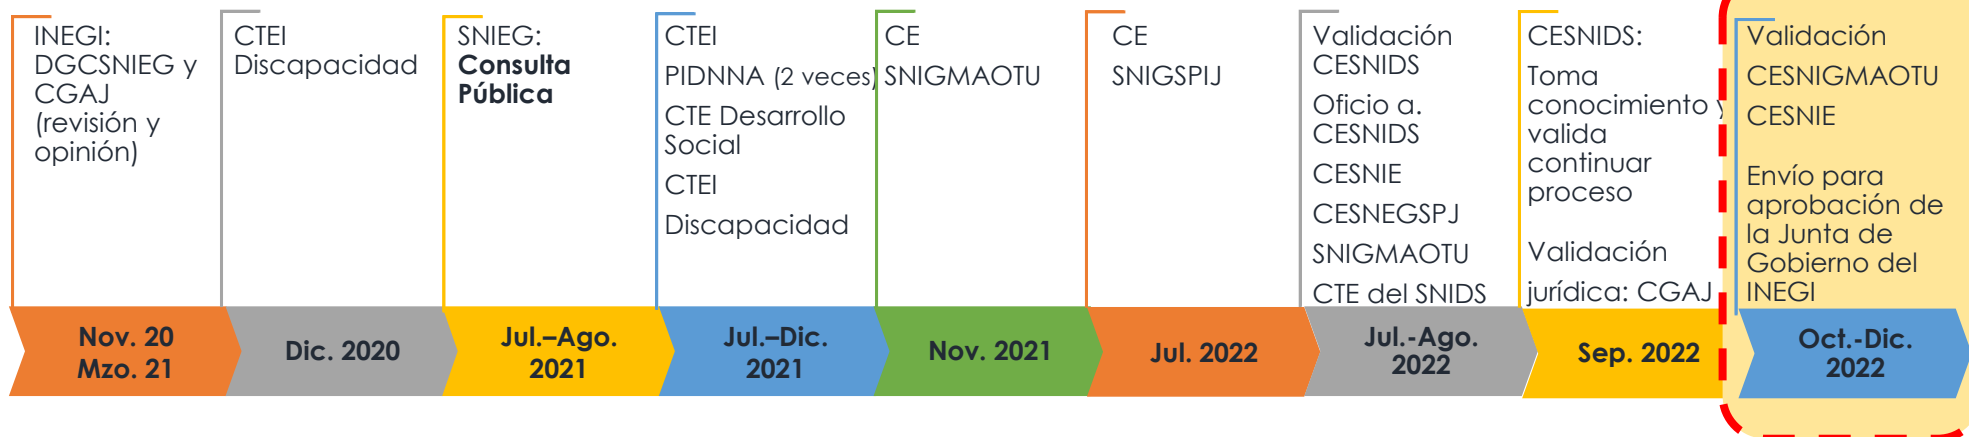 INEGI:
DGCSNIEG y
CGAJ
(revisión y
opinión)
Nov. 20
Mzo. 21
CTEI
Discapacidad
Dic. 2020
SNIEG:
Consulta
Pública
Jul.–Ago.
2021
CTEI
PIDNNA (2 veces)
CTE Desarrollo
Social
CTEI
Discapacidad
Jul.–Dic.
2021
CE
SNIGMAOTU
Nov. 2021
CE
SNIGSPIJ
Jul. 2022
Validación
CESNIDS
Oficio a.
CESNIDS
CESNIE
CESNEGSPJ
SNIGMAOTU
CTE del SNIDS
Jul.-Ago.
2022
CESNIDS:
Toma
conocimiento y
valida
continuar
proceso
Validación
jurídica: CGAJ
Sep. 2022
Validación
CESNIGMAOTU
CESNIE
Envío para
aprobación de
la Junta de
Gobierno del
INEGI
Oct.-Dic.
2022